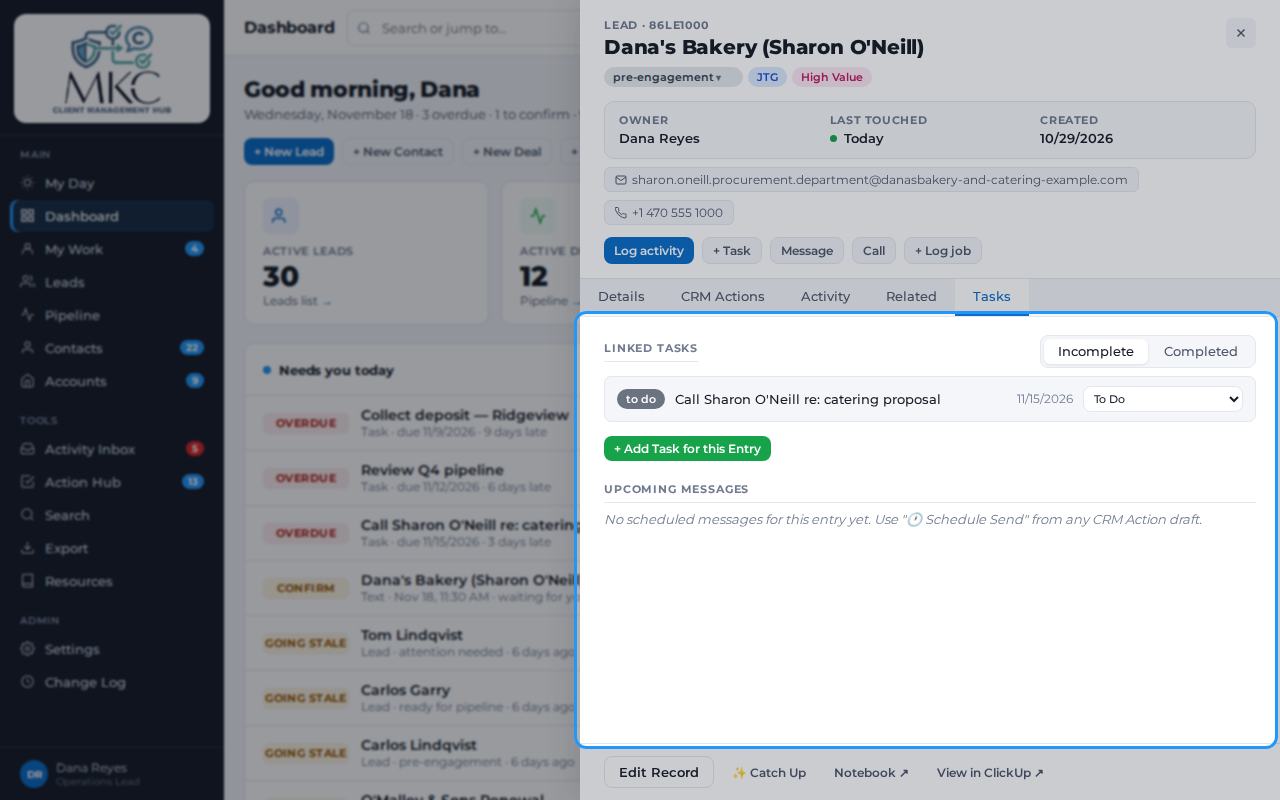 MKC
CLIENT MANAGEMENT HUB
MAIN
My Day
Dashboard
My Work 4
Leads
Pipeline
Contacts 22
Accounts 9
TOOLS
Activity Inbox 5
Action Hub 13
Search
Export
Resources
ADMIN
Settings
Change Log
DR
Dana Reyes
Operations Lead
Dashboard
Search or jump to...
Good morning, Dana
Wednesday, November 18 · 3 overdue · 1 to confirm ·
+ New Lead
+ New Contact
+ New Deal
+
ACTIVE LEADS
30
Leads list →
ACTIVE D
12
Pipeline →
Needs you today
OVERDUE
Collect deposit — Ridgeview
Task · due 11/9/2026 · 9 days late
OVERDUE
Review Q4 pipeline
Task · due 11/12/2026 · 6 days late
OVERDUE
Call Sharon O'Neill re: catering
Task · due 11/15/2026 · 3 days late
CONFIRM
Dana's Bakery (Sharon O'Neill
Text · Nov 18, 11:30 AM · waiting for yo
GOING STALE
Tom Lindqvist
Lead · attention needed · 6 days ago
GOING STALE
Carlos Garry
Lead · ready for pipeline · 6 days ago
GOING STALE
Carlos Lindqvist
Lead · pre-engagement · 6 days ago
O'Malley & Sons Renewal
LEAD · 86LE1000
Dana's Bakery (Sharon O'Neill)
pre-engagement ▾
JTG
High Value
✕
OWNER
Dana Reyes
LAST TOUCHED
Today
CREATED
10/29/2026
sharon.oneill.procurement.department@danasbakery-and-catering-example.com
+1 470 555 1000
Log activity
+ Task
Message
Call
+ Log job
Details
CRM Actions
Activity
Related
Tasks
LINKED TASKS
Incomplete
Completed
to do
Call Sharon O'Neill re: catering proposal
11/15/2026
To Do
+ Add Task for this Entry
UPCOMING MESSAGES
No scheduled messages for this entry yet. Use "🕐 Schedule Send" from any CRM Action draft.
Edit Record
✨ Catch Up
Notebook ↗
View in ClickUp ↗